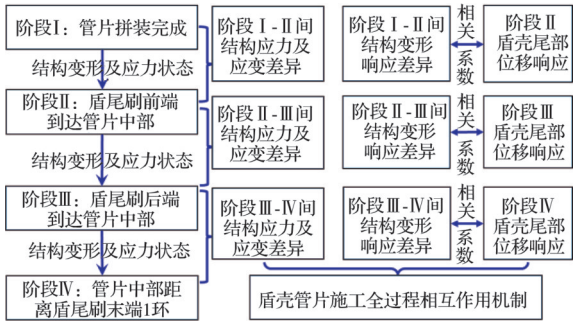 阶段Ⅰ：管片拼装完成
结构变形及应力状态
阶段Ⅱ：盾尾刷前端
到达管片中部
结构变形及应力状态
阶段Ⅲ：盾尾刷后端
到达管片中部
结构变形及应力状态
阶段Ⅳ：管片中部距
离盾尾刷末端1环
阶段Ⅰ-Ⅱ间
结构应力及
应变差异
阶段Ⅱ-Ⅲ间
结构应力及
应变差异
阶段Ⅲ-Ⅳ间
结构应力及
应变差异
阶段Ⅰ-Ⅱ间
结构变形
响应差异
相关
系数
阶段Ⅱ
盾壳尾部
位移响应
阶段Ⅱ-Ⅲ间
结构变形
响应差异
相关
系数
阶段Ⅲ
盾壳尾部
位移响应
阶段Ⅲ-Ⅳ间
结构变形
响应差异
相关
系数
阶段Ⅳ
盾壳尾部
位移响应
盾壳管片施工全过程相互作用机制